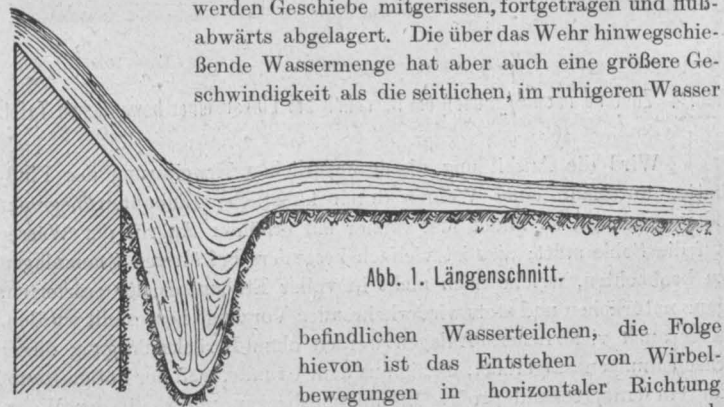 werden Geschiebe mitgerissen, fortgetragen und fluß-
abwärts abgelagert. Die über das Wehr hinwegschie-
ßende Wassermenge hat aber auch eine größere Ge-
schwindigkeit als die seitlichen, im ruhigeren Wasser
Abb. 1. Längenschnitt.
befindlichen Wasserteilchen, die Folge
hievon ist das Entstehen von Wirbel-
bewegungen in horizontaler Richtung